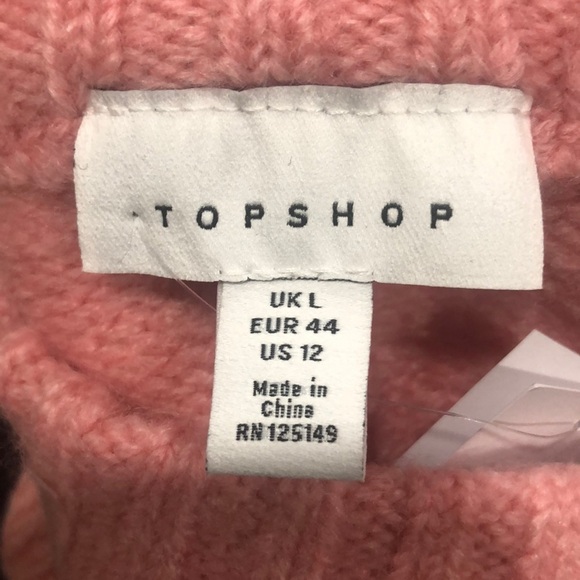 TOPSHOP
UK L
EUR 44
US 12
Made in
China
RN125149